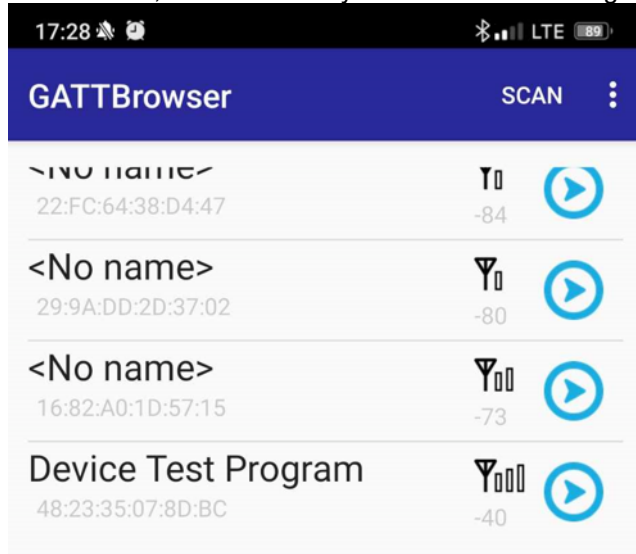 17:28 LTE 89
GATTBrowser SCAN
<No name>
22:FC:64:38:D4:47 -84
<No name>
29:9A:DD:2D:37:02 -80
<No name>
16:82:A0:1D:57:15 -73
Device Test Program
48:23:35:07:8D:BC -40